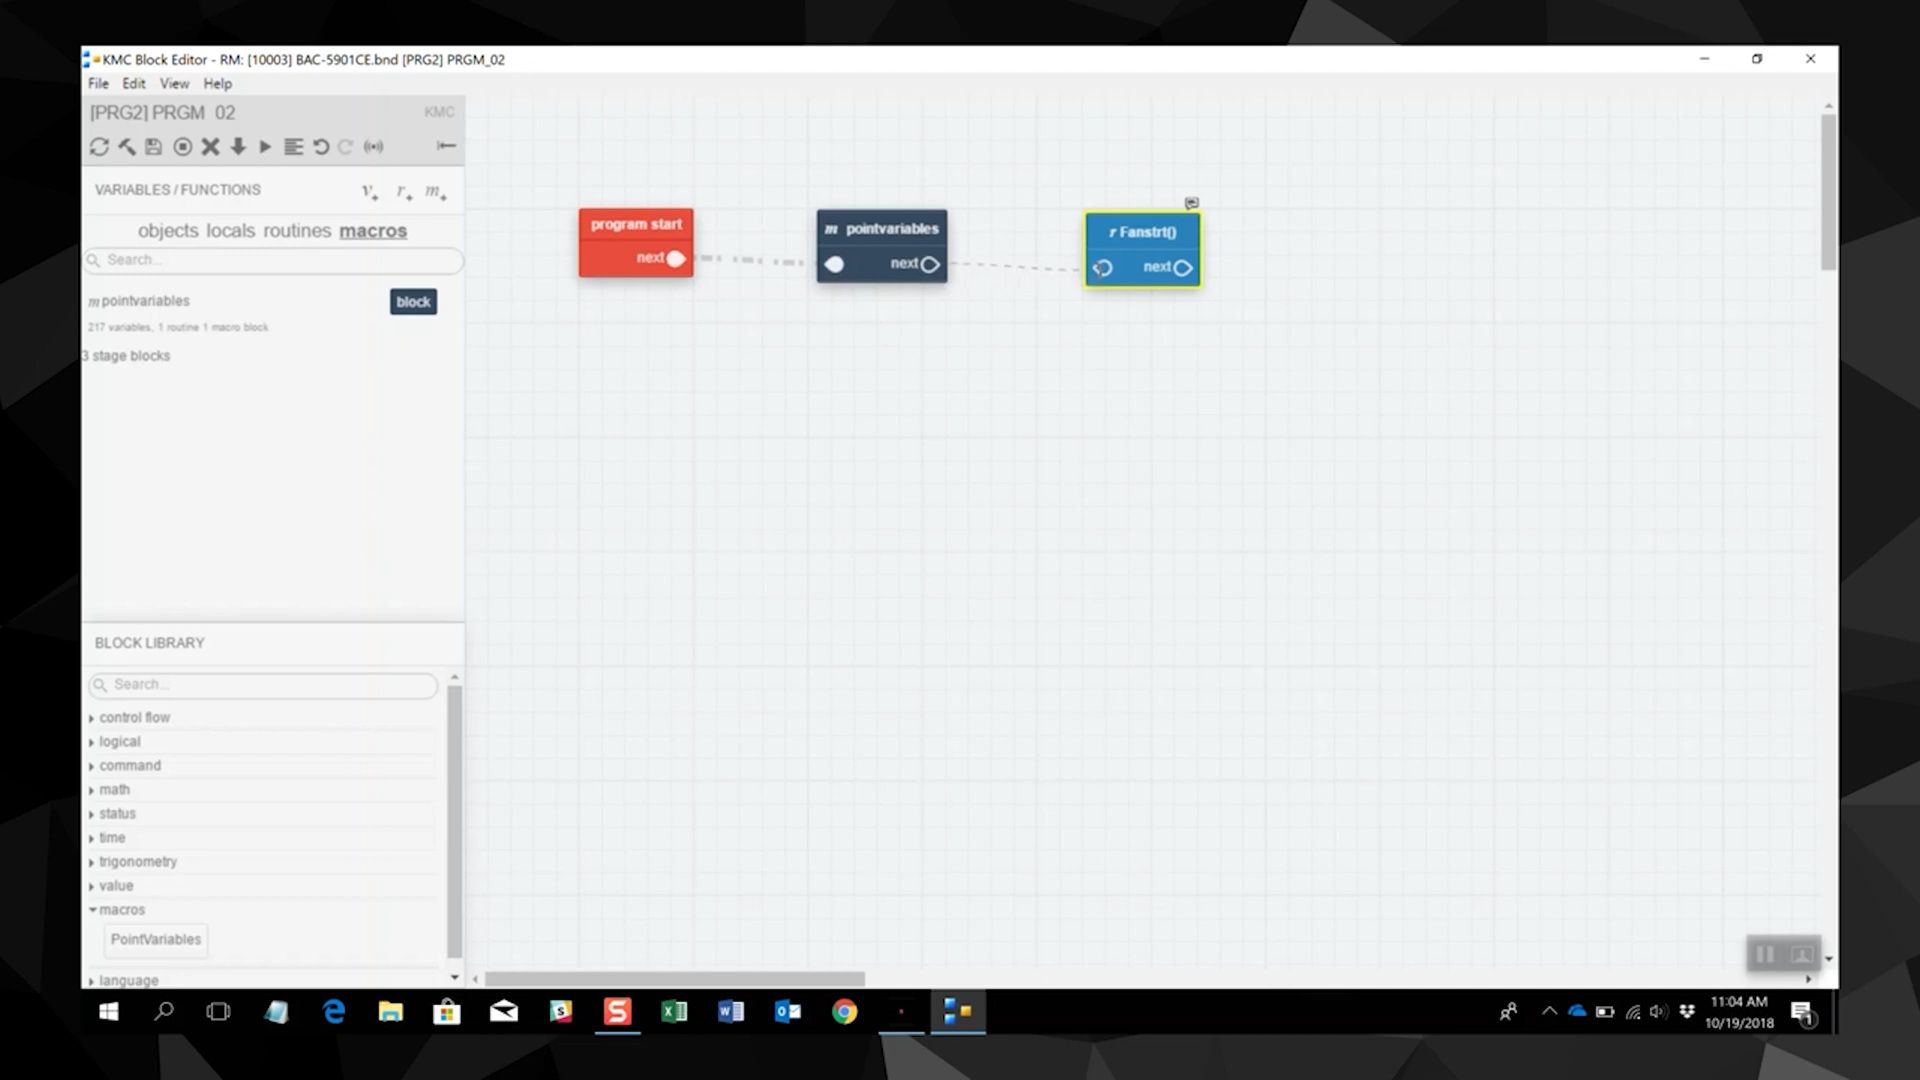 KMC Block Editor - RM: [10003] BAC-5901CE.bnd [PRG2] PRGM_02
File Edit View Help
[PRG2] PRGM_02 KMC
VARIABLES / FUNCTIONS v+ r+ m+
objects locals routines macros
Search...
m pointvariables block
217 variables, 1 routine 1 macro block
3 stage blocks
program start
next
m pointvariables
next
r Fanstrt()
next
BLOCK LIBRARY
Search...
control flow
logical
command
math
status
time
trigonometry
value
macros
PointVariables
language
11:04 AM
10/19/2018
1